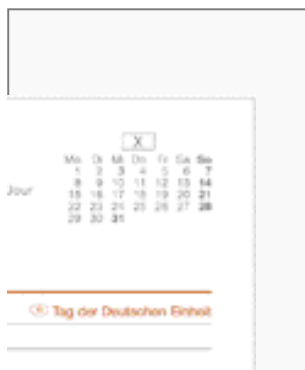 X
Mo Di Mi Do Fr Sa So
1 2 3 4 5 6 7
8 9 10 11 12 13 14
Jour
15 16 17 18 19 20 21
22 23 24 25 26 27 28
29 30 31
Tag der Deutschen Einheit